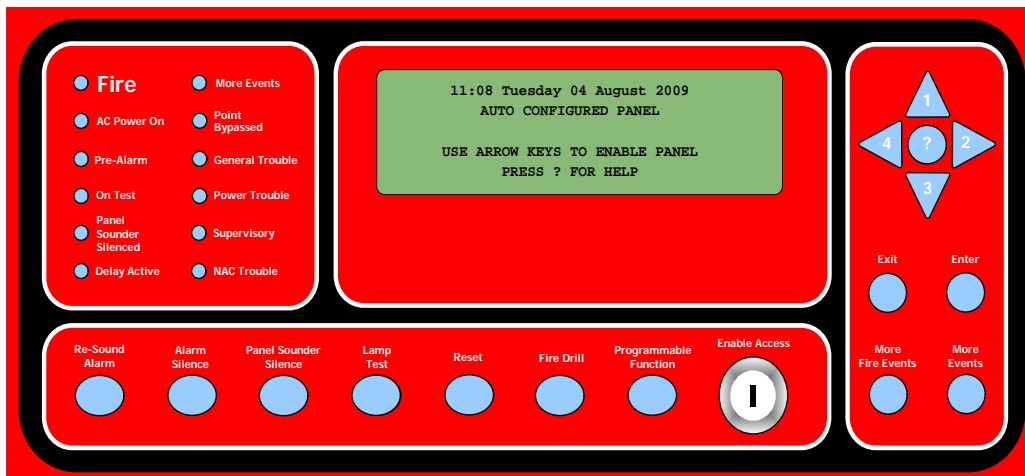 Fire
More Events
AC Power On
Point
Bypassed
Pre-Alarm
General Trouble
On Test
Power Trouble
Panel
Sounder
Silenced
Supervisory
Delay Active
NAC Trouble
11:08 Tuesday 04 August 2009
AUTO CONFIGURED PANEL
USE ARROW KEYS TO ENABLE PANEL
PRESS ? FOR HELP
1
4
?
2
3
Exit
Enter
More
Fire Events
More
Events
Re-Sound
Alarm
Alarm
Silence
Panel Sounder
Silence
Lamp
Test
Reset
Fire Drill
Programmable
Function
Enable Access